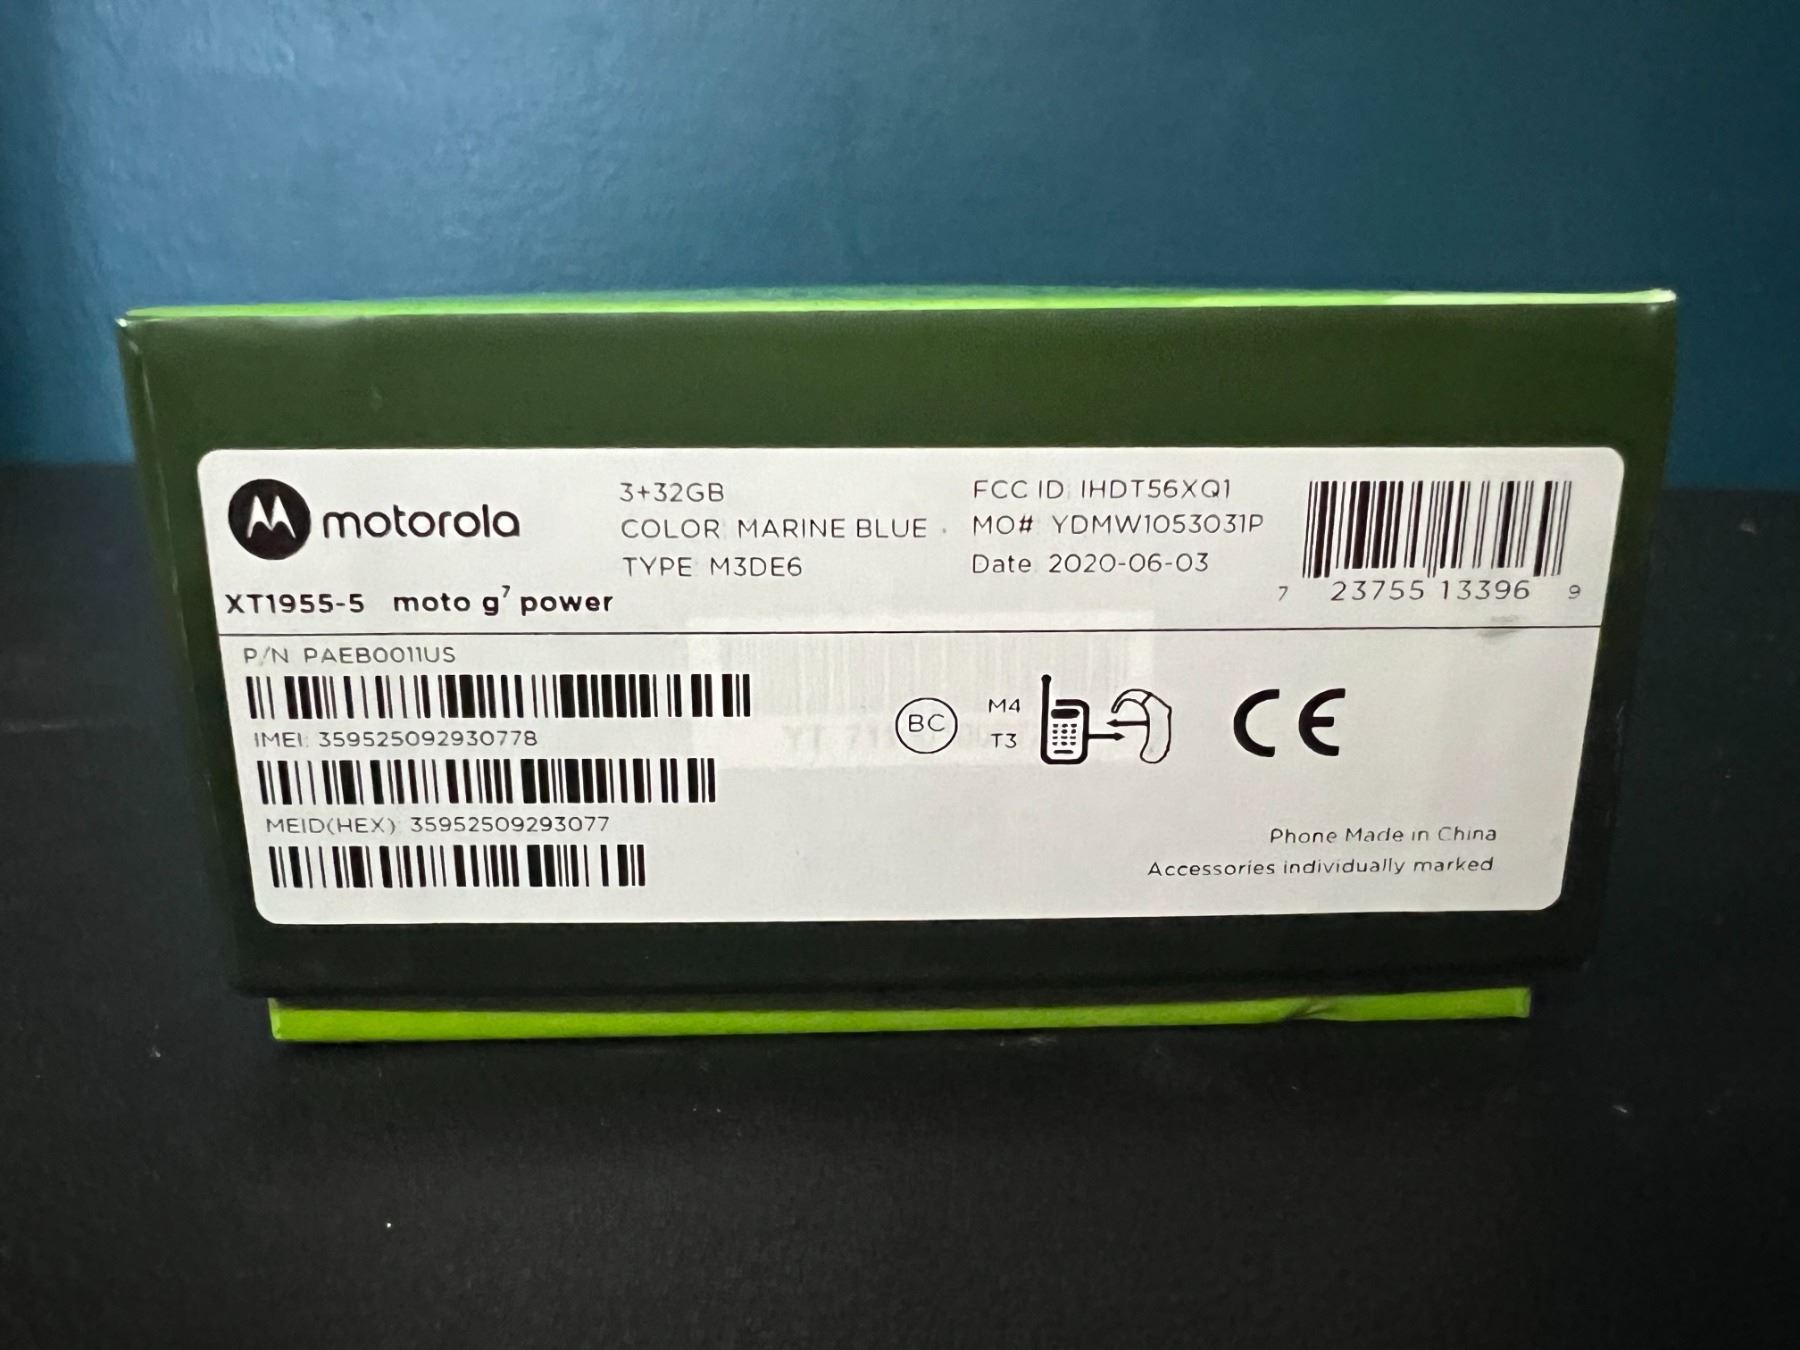 motorola
XT1955-5 moto g⁷ power
3+32GB
COLOR: MARINE BLUE
TYPE: M3DE6
FCC ID: IHDT56XQ1
MO#: YDMW1053031P
Date: 2020-06-03
7 23755 13396 9
P/N PAEB0011US
IMEI: 359525092930778
MEID(HEX): 35952509293077
BC
M4
T3
CE
Phone Made in China
Accessories individually marked
YT